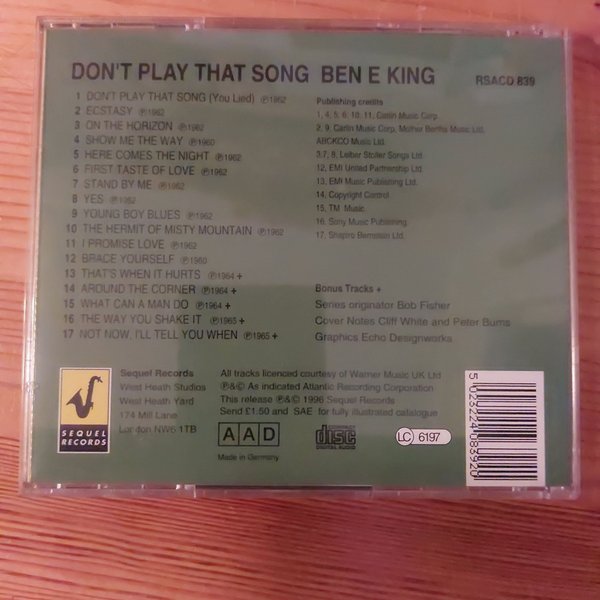 DON'T PLAY THAT SONG BEN E KING
RSACD 839
1 DON'T PLAY THAT SONG (You Lied) ℗1962
2 ECSTASY ℗1962
3 ON THE HORIZON ℗1962
4 SHOW ME THE WAY ℗1960
5 HERE COMES THE NIGHT ℗1962
6 FIRST TASTE OF LOVE ℗1962
7 STAND BY ME ℗1962
8 YES ℗1962
9 YOUNG BOY BLUES ℗1962
10 THE HERMIT OF MISTY MOUNTAIN ℗1962
11 I PROMISE LOVE ℗1962
12 BRACE YOURSELF ℗1960
13 THAT'S WHEN IT HURTS ℗1964 +
14 AROUND THE CORNER ℗1964 +
15 WHAT CAN A MAN DO ℗1964 +
16 THE WAY YOU SHAKE IT ℗1965 +
17 NOT NOW, I'LL TELL YOU WHEN ℗1965 +
Publishing credits
1, 4, 5, 6, 10, 11, Carlin Music Corp.
2, 9, Carlin Music Corp, Mother Bertha Music Ltd,
ABCKCO Music Ltd
3,7, 8, Leiber Stoller Songs Ltd
12, EMI United Partnership Ltd
13, EMI Music Publishing Ltd.
14, Copyright Control
15, TM Music
16, Sony Music Publishing
17, Shapiro Bernstein Ltd.
Bonus Tracks +
Series originator Bob Fisher
Cover Notes Cliff White and Peter Burns
Graphics Echo Designworks
SEQUEL
RECORDS
Sequel Records
West Heath Studios
West Heath Yard
174 Mill Lane
London NW6 1TB
All tracks licenced courtesy of Warner Music UK Ltd
℗&© As indicated Atlantic Recording Corporation
This release ℗&© 1996 Sequel Records
Send £1.50 and SAE for fully illustrated catalogue
AAD
Made in Germany
COMPACT
disc
DIGITAL AUDIO
LC 6197
5 023224 083920